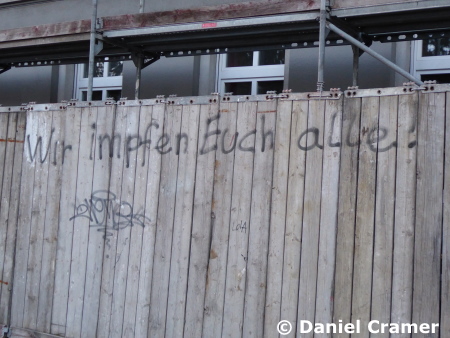 Wir impfen Euch alle!
© Daniel Cramer